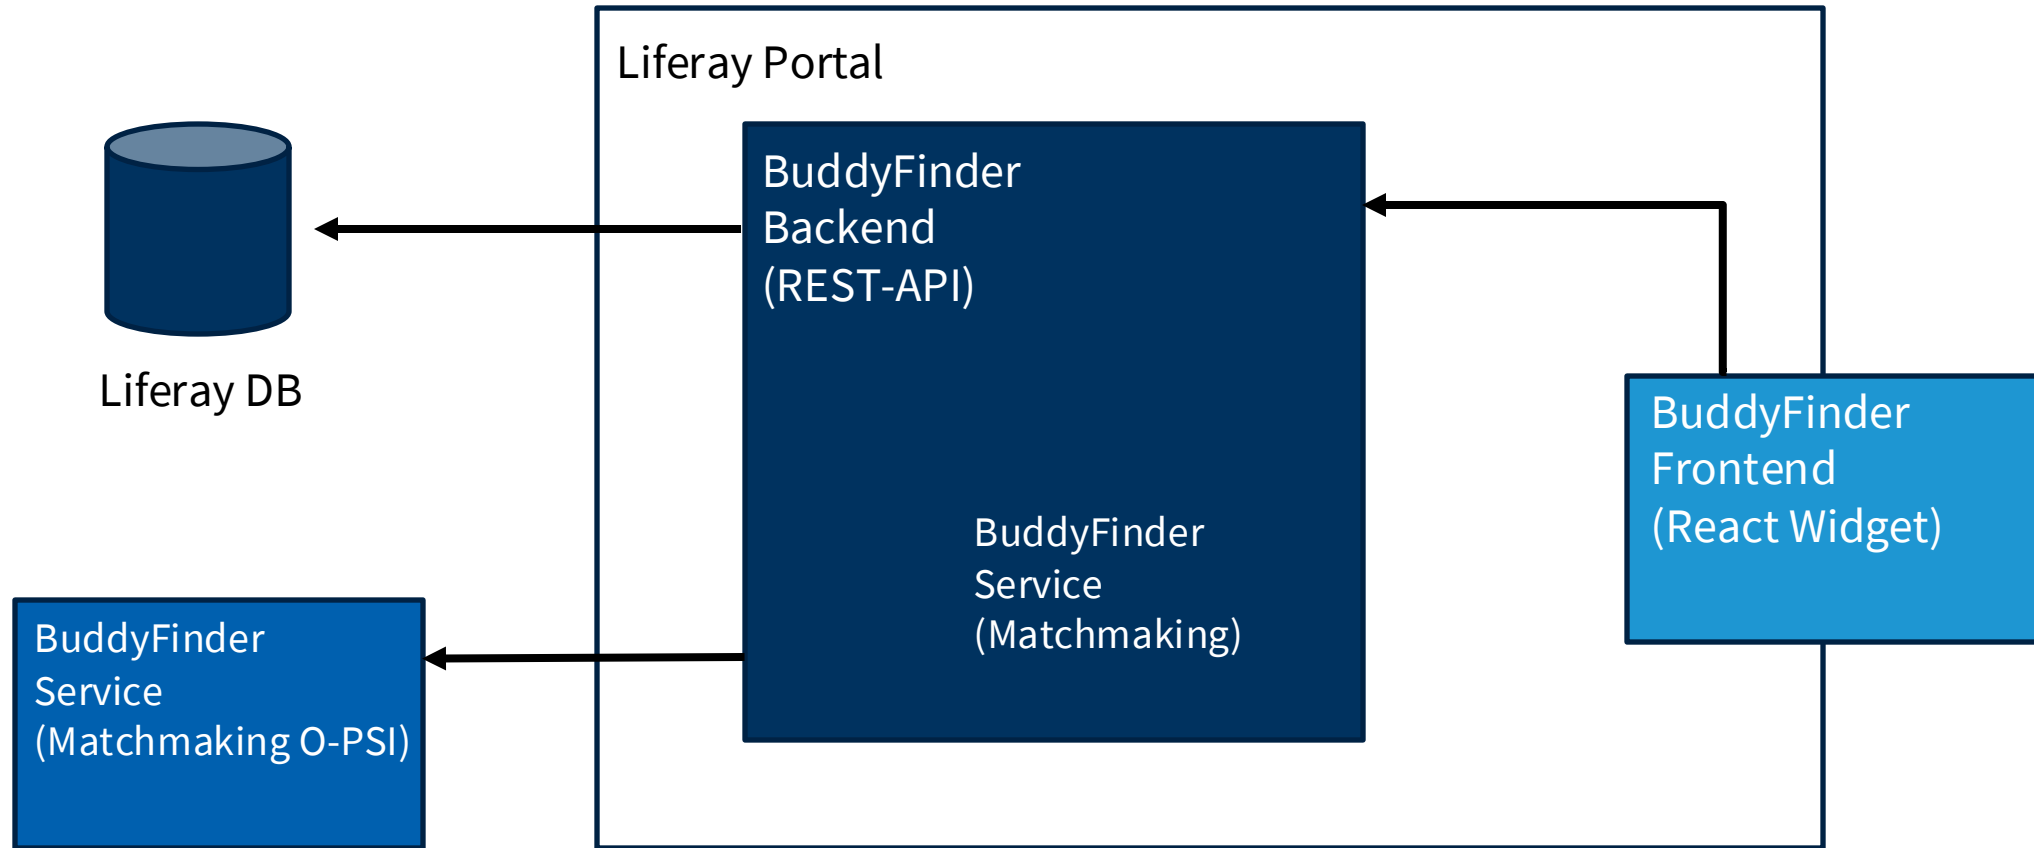 Liferay Portal
BuddyFinder
Backend
(REST-API)
Liferay DB
BuddyFinder
Frontend
(React Widget)
BuddyFinder
Service
(Matchmaking)
BuddyFinder
Service
(Matchmaking O-PSI)